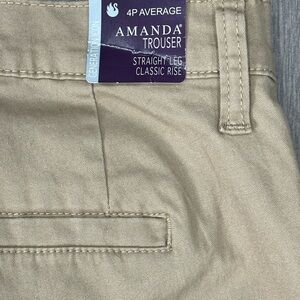 4P AVERAGE
AMANDA®
TROUSER
STRAIGHT LEG
CLASSIC RISE